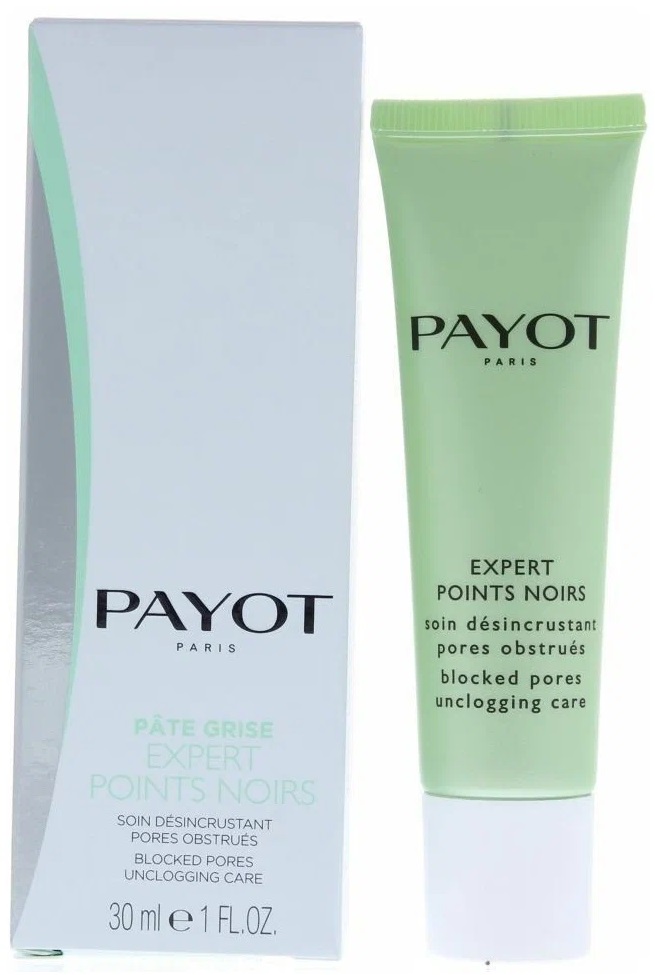 PAYOT
PARIS
PÂTE GRISE
EXPERT
POINTS NOIRS
SOIN DÉSINCRUSTANT
PORES OBSTRUÉS
BLOCKED PORES
UNCLOGGING CARE
30 ml e 1 FL.OZ.
PAYOT
PARIS
EXPERT
POINTS NOIRS
soin désincrustant
pores obstrués
blocked pores
unclogging care